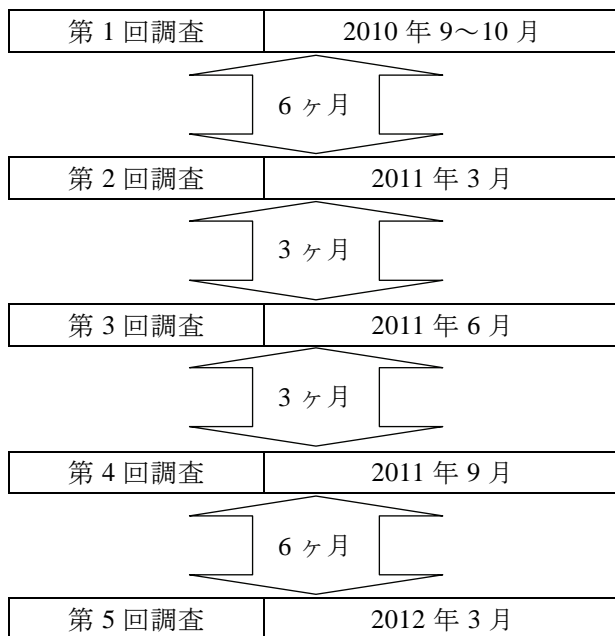 第 1 回調査 2010 年 9～10 月
6 ヶ月
第 2 回調査 2011 年 3 月
3 ヶ月
第 3 回調査 2011 年 6 月
3 ヶ月
第 4 回調査 2011 年 9 月
6 ヶ月
第 5 回調査 2012 年 3 月